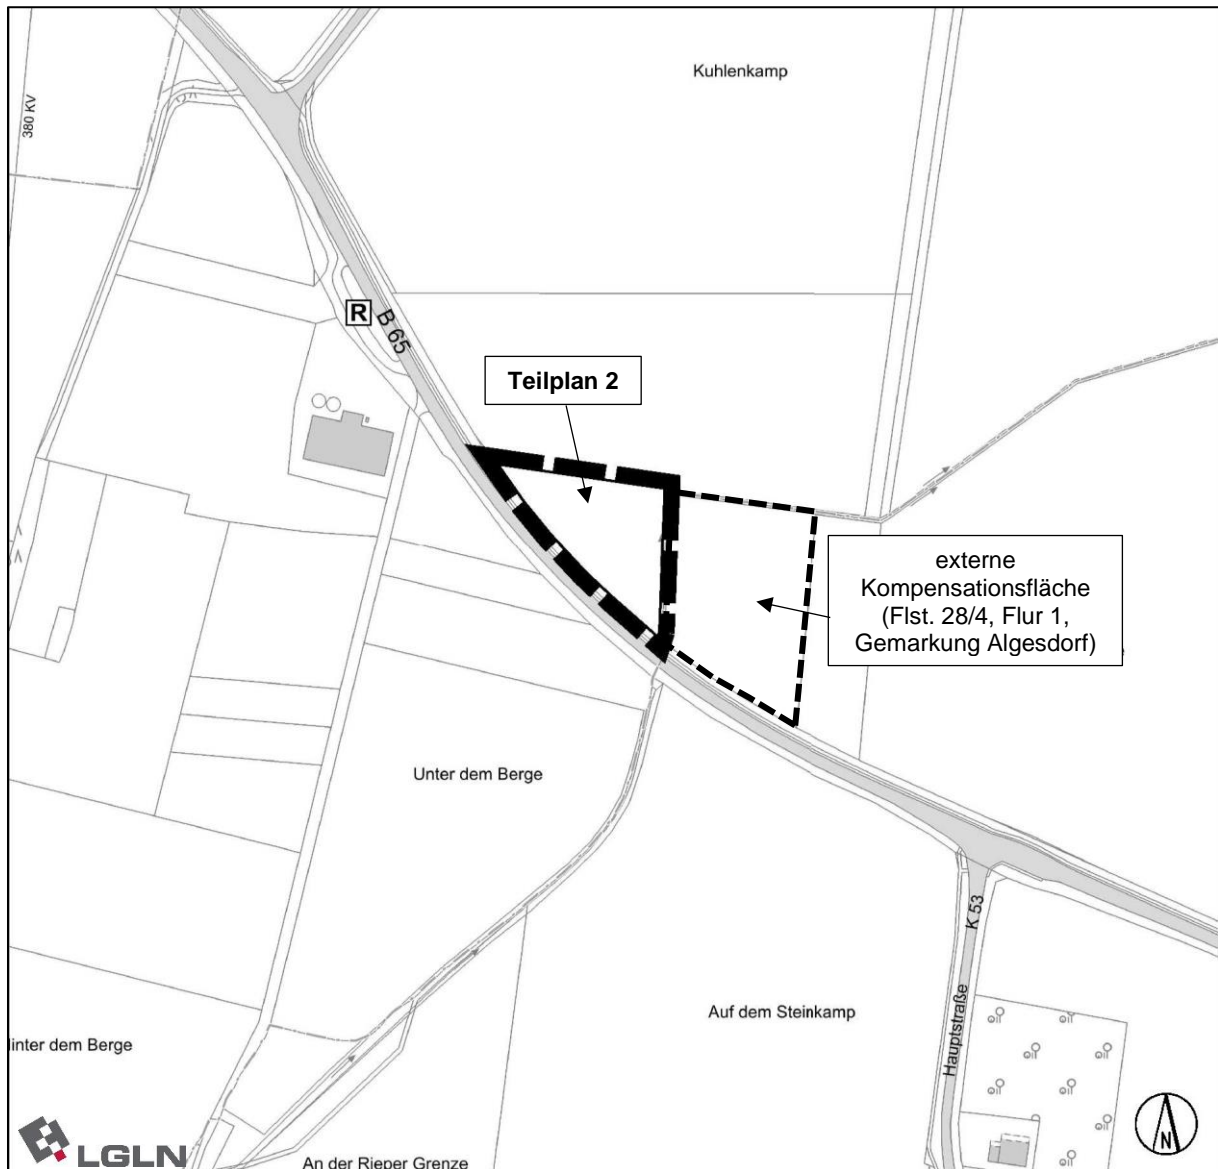 Kuhlenkamp
380 KV
R
B 65
Teilplan 2
externe
Kompensationsfläche
(Flst. 28/4, Flur 1,
Gemarkung Algesdorf)
Unter dem Berge
K 53
Hauptstraße
Auf dem Steinkamp
linter dem Berge
An der Rieper Grenze
LGLN
N